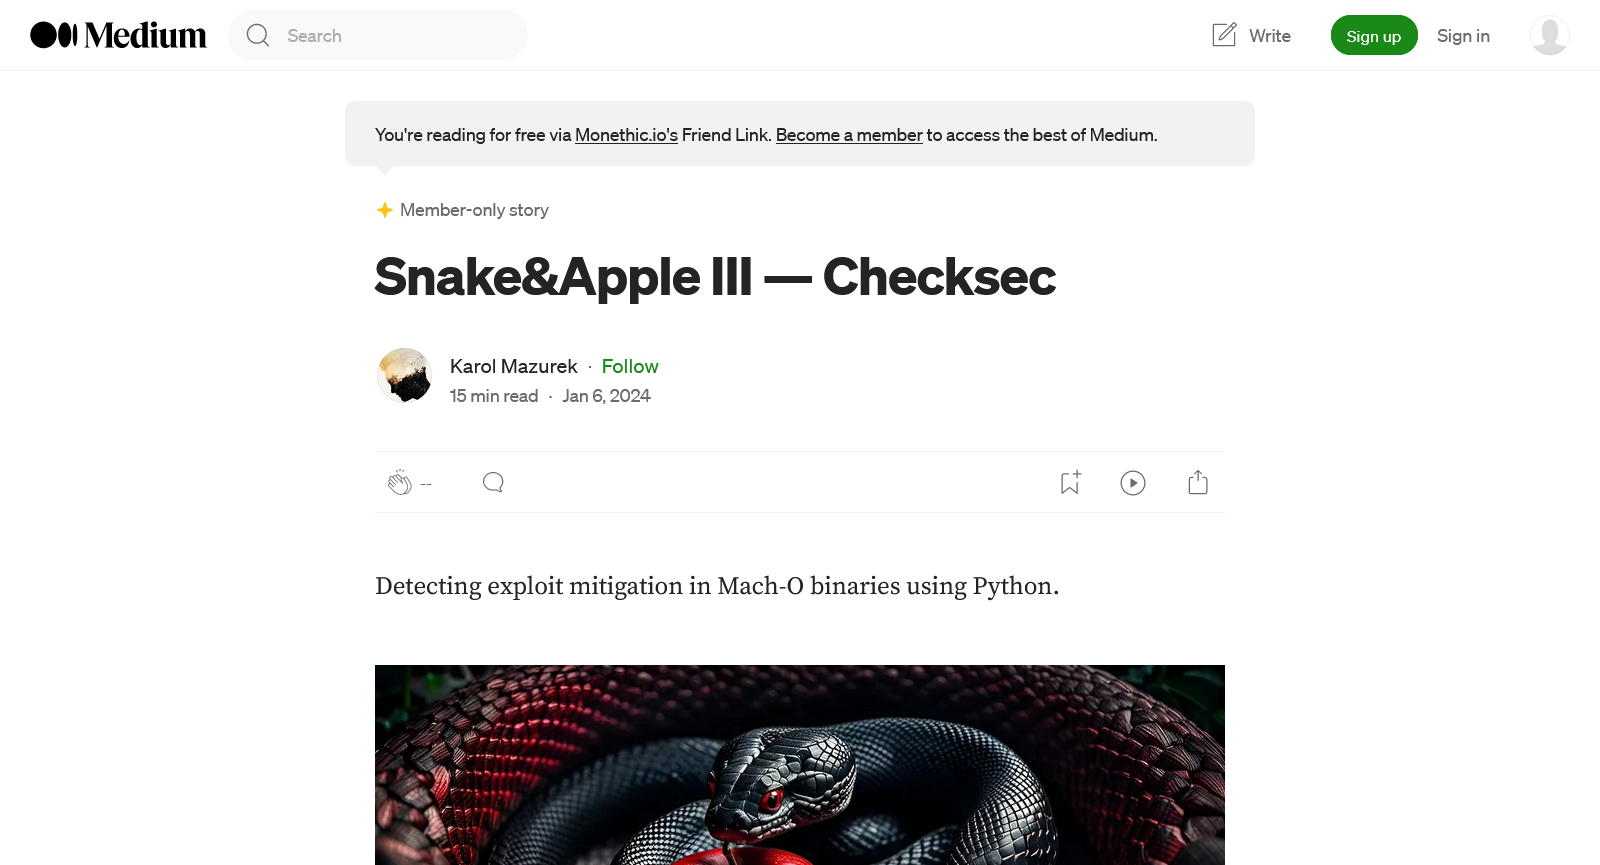 Medium
Search
Write
Sign up
Sign in
You're reading for free via Monethic.io's Friend Link. Become a member to access the best of Medium.
Member-only story
Snake&Apple III — Checksec
Karol Mazurek · Follow
15 min read · Jan 6, 2024
--
Detecting exploit mitigation in Mach-O binaries using Python.